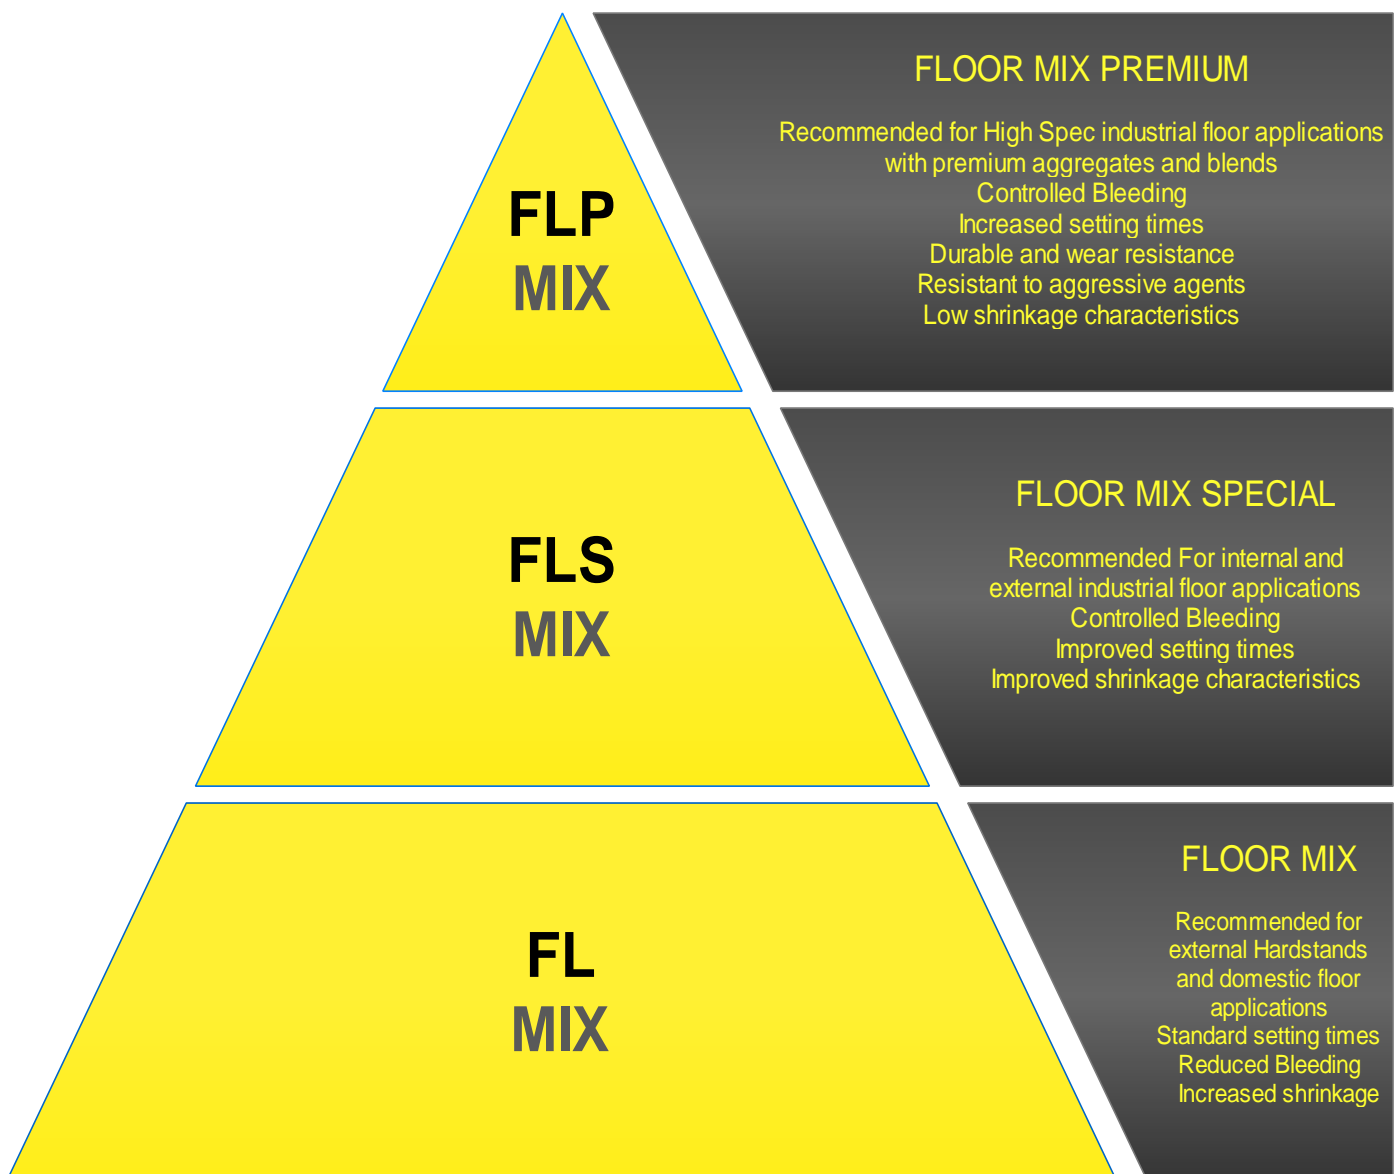 FLP
MIX
FLOOR MIX PREMIUM
Recommended for High Spec industrial floor applications
with premium aggregates and blends
Controlled Bleeding
Increased setting times
Durable and wear resistance
Resistant to aggressive agents
Low shrinkage characteristics
FLS
MIX
FLOOR MIX SPECIAL
Recommended For internal and
external industrial floor applications
Controlled Bleeding
Improved setting times
Improved shrinkage characteristics
FL
MIX
FLOOR MIX
Recommended for
external Hardstands
and domestic floor
applications
Standard setting times
Reduced Bleeding
Increased shrinkage